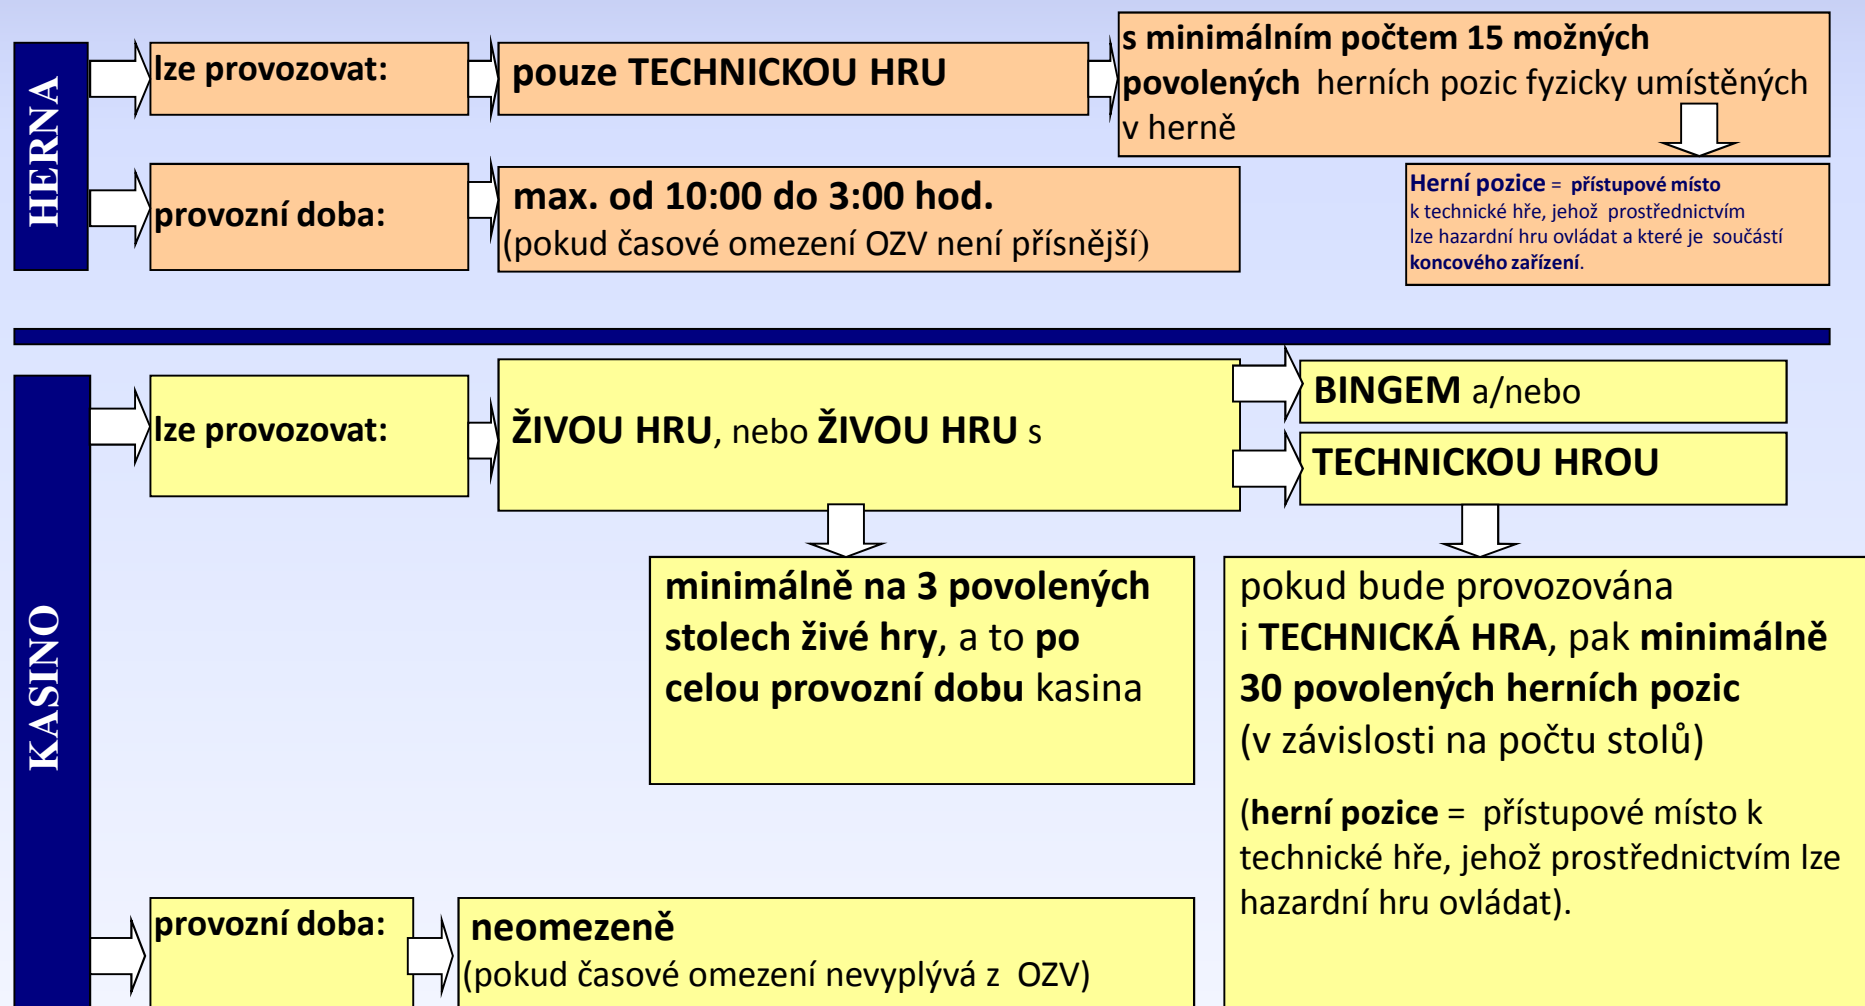 HERNA
lze provozovat:
pouze TECHNICKOU HRU
s minimálním počtem 15 možných
povolených herních pozic fyzicky umístěných
v herně
Herní pozice = přístupové místo
k technické hře, jehož prostřednictvím
lze hazardní hru ovládat a které je součástí
koncového zařízení.
provozní doba:
max. od 10:00 do 3:00 hod.
(pokud časové omezení OZV není přísnější)
KASINO
lze provozovat:
ŽIVOU HRU, nebo ŽIVOU HRU s
BINGEM a/nebo
TECHNICKOU HROU
minimálně na 3 povolených
stolech živé hry, a to po
celou provozní dobu kasina
pokud bude provozována
i TECHNICKÁ HRA, pak minimálně
30 povolených herních pozic
(v závislosti na počtu stolů)
(herní pozice = přístupové místo k
technické hře, jehož prostřednictvím lze
hazardní hru ovládat).
provozní doba:
neomezeně
(pokud časové omezení nevyplývá z OZV)